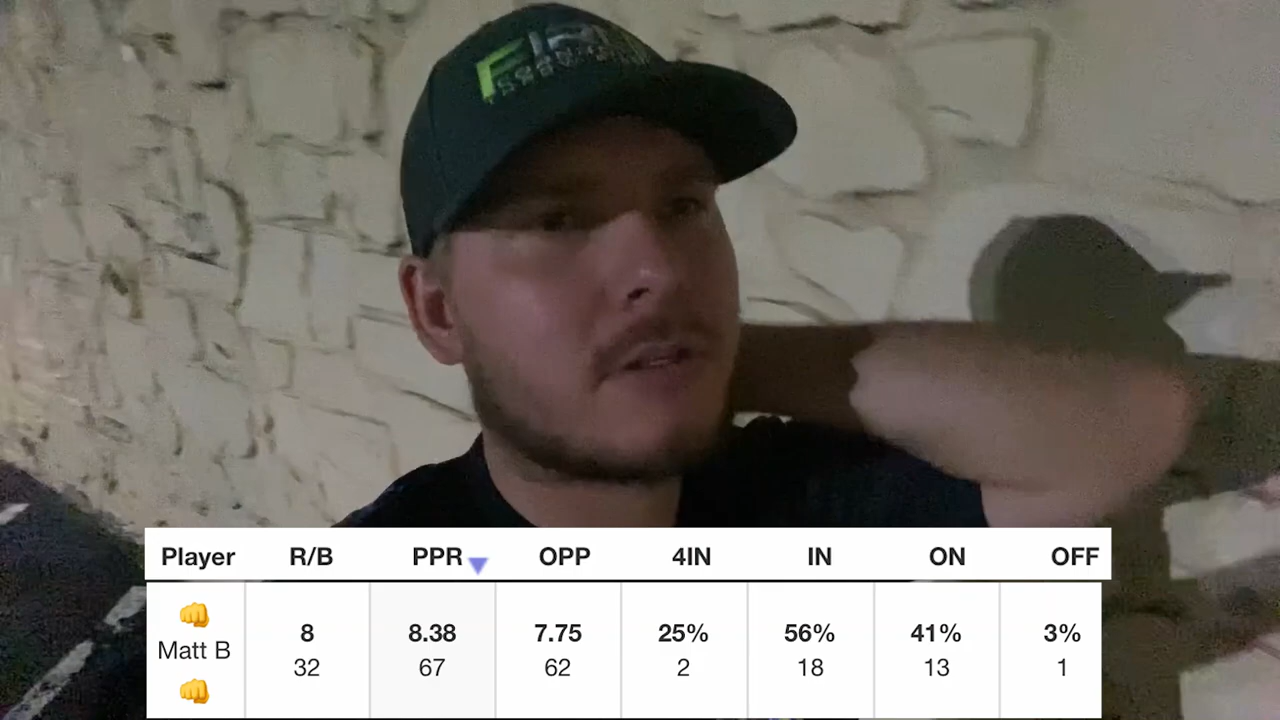 Player R/B PPR OPP 4IN IN ON OFF
8 8.38 7.75 25% 56% 41% 3%
Matt B
32 67 62 2 18 13 1